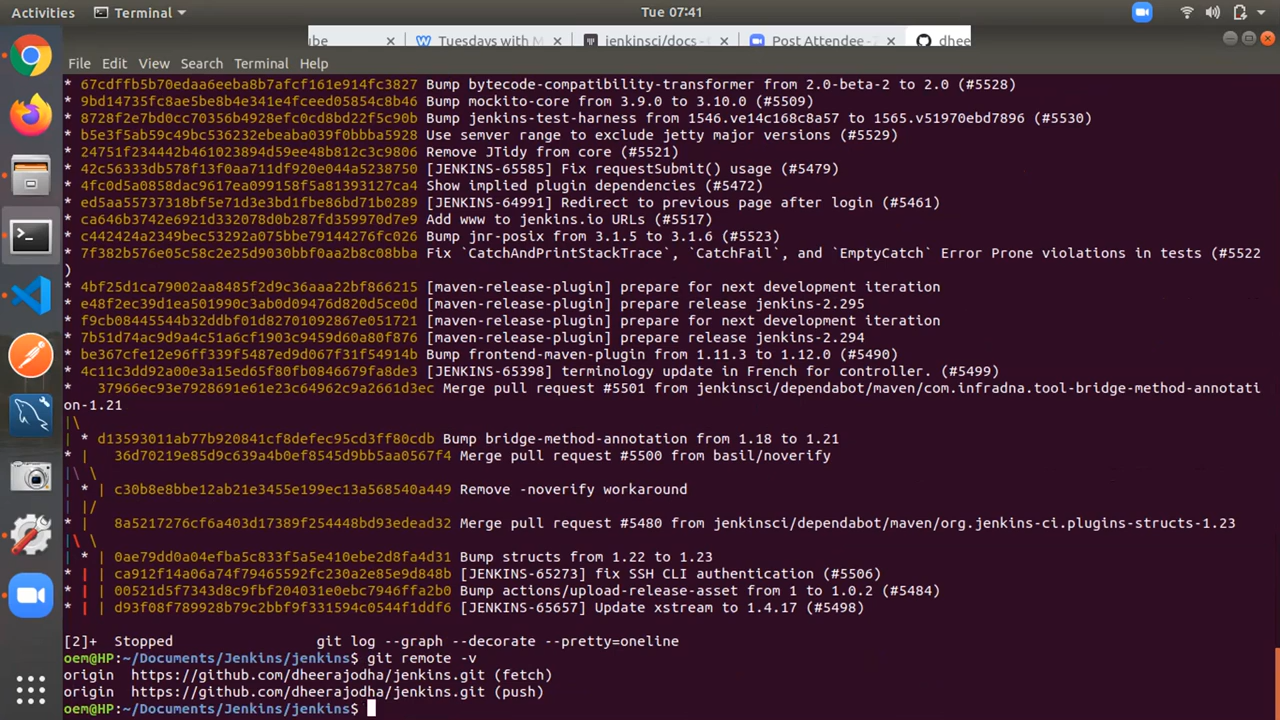 Activities Terminal Tue 07:41
ube × Tuesdays with M × jenkinsci/docs - G × Post Attendee - Z × dhee
File Edit View Search Terminal Help
* 67cdffb5b70edaa6eeba8b7afcf161e914fc3827 Bump bytecode-compatibility-transformer from 2.0-beta-2 to 2.0 (#5528)
* 9bd14735fc8ae5be8b4e341e4fceed05854c8b46 Bump mockito-core from 3.9.0 to 3.10.0 (#5509)
* 8728f2e7bd0cc70356b4928efc0cd8bd22f5c90b Bump jenkins-test-harness from 1546.ve14c168c8a57 to 1565.v51970ebd7896 (#5530)
* b5e3f5ab59c49bc536232ebeaba039f0bbba5928 Use semver range to exclude jetty major versions (#5529)
* 24751f234442b461023894d59ee48b812c3c9806 Remove JTidy from core (#5521)
* 42c56333db578f13f0aa711df920e044a5238750 [JENKINS-65585] Fix requestSubmit() usage (#5479)
* 4fc0d5a0858dac9617ea099158f5a81393127ca4 Show implied plugin dependencies (#5472)
* ed5aa55737318bf5e71d3e3bd1fbe86bd71b0289 [JENKINS-64991] Redirect to previous page after login (#5461)
* ca646b3742e6921d332078d0b287fd359970d7e9 Add www to jenkins.io URLs (#5517)
* c442424a2349bec53292a075bbe79144276fc026 Bump jnr-posix from 3.1.5 to 3.1.6 (#5523)
* 7f382b576e05c58c2e25d9030bbf0aa2b8c08bba Fix `CatchAndPrintStackTrace`, `CatchFail`, and `EmptyCatch` Error Prone violations in tests (#5522
)
* 4bf25d1ca79002aa8485f2d9c36aaa22bf866215 [maven-release-plugin] prepare for next development iteration
* e48f2ec39d1ea501990c3ab0d09476d820d5ce0d [maven-release-plugin] prepare release jenkins-2.295
* f9cb08445544b32ddbf01d82701092867e051721 [maven-release-plugin] prepare for next development iteration
* 7b51d74ac9d9a4c51a6cf1903c9459d60a80f876 [maven-release-plugin] prepare release jenkins-2.294
* be367cfe12e96ff339f5487ed9d067f31f54914b Bump frontend-maven-plugin from 1.11.3 to 1.12.0 (#5490)
* 4c11c3dd92a00e3a15ed65f80fb0846679fa8de3 [JENKINS-65398] terminology update in French for controller. (#5499)
*   37966ec93e7928691e61e23c64962c9a2661d3ec Merge pull request #5501 from jenkinsci/dependabot/maven/com.infradna.tool-bridge-method-annotati
on-1.21
|\
| * d13593011ab77b920841cf8defec95cd3ff80cdb Bump bridge-method-annotation from 1.18 to 1.21
* |   36d70219e85d9c639a4b0ef8545d9bb5aa0567f4 Merge pull request #5500 from basil/noverify
|\ \
| * | c30b8e8bbe12ab21e3455e199ec13a568540a449 Remove -noverify workaround
| |/
* |   8a5217276cf6a403d17389f254448bd93edead32 Merge pull request #5480 from jenkinsci/dependabot/maven/org.jenkins-ci.plugins-structs-1.23
|\ \
| * | 0ae79dd0a04efba5c833f5a5e410ebe2d8fa4d31 Bump structs from 1.22 to 1.23
* | | ca912f14a06a74f79465592fc230a2e85e9d848b [JENKINS-65273] fix SSH CLI authentication (#5506)
* | | 00521d5f7343d8c9fbf204031e0ebc7946ffa2b0 Bump actions/upload-release-asset from 1 to 1.0.2 (#5484)
* | | d93f08f789928b79c2bbf9f331594c0544f1ddf6 [JENKINS-65657] Update xstream to 1.4.17 (#5498)
[2]+  Stopped                 git log --graph --decorate --pretty=oneline
oem@HP:~/Documents/Jenkins/jenkins$ git remote -v
origin  https://github.com/dheerajodha/jenkins.git (fetch)
origin  https://github.com/dheerajodha/jenkins.git (push)
oem@HP:~/Documents/Jenkins/jenkins$